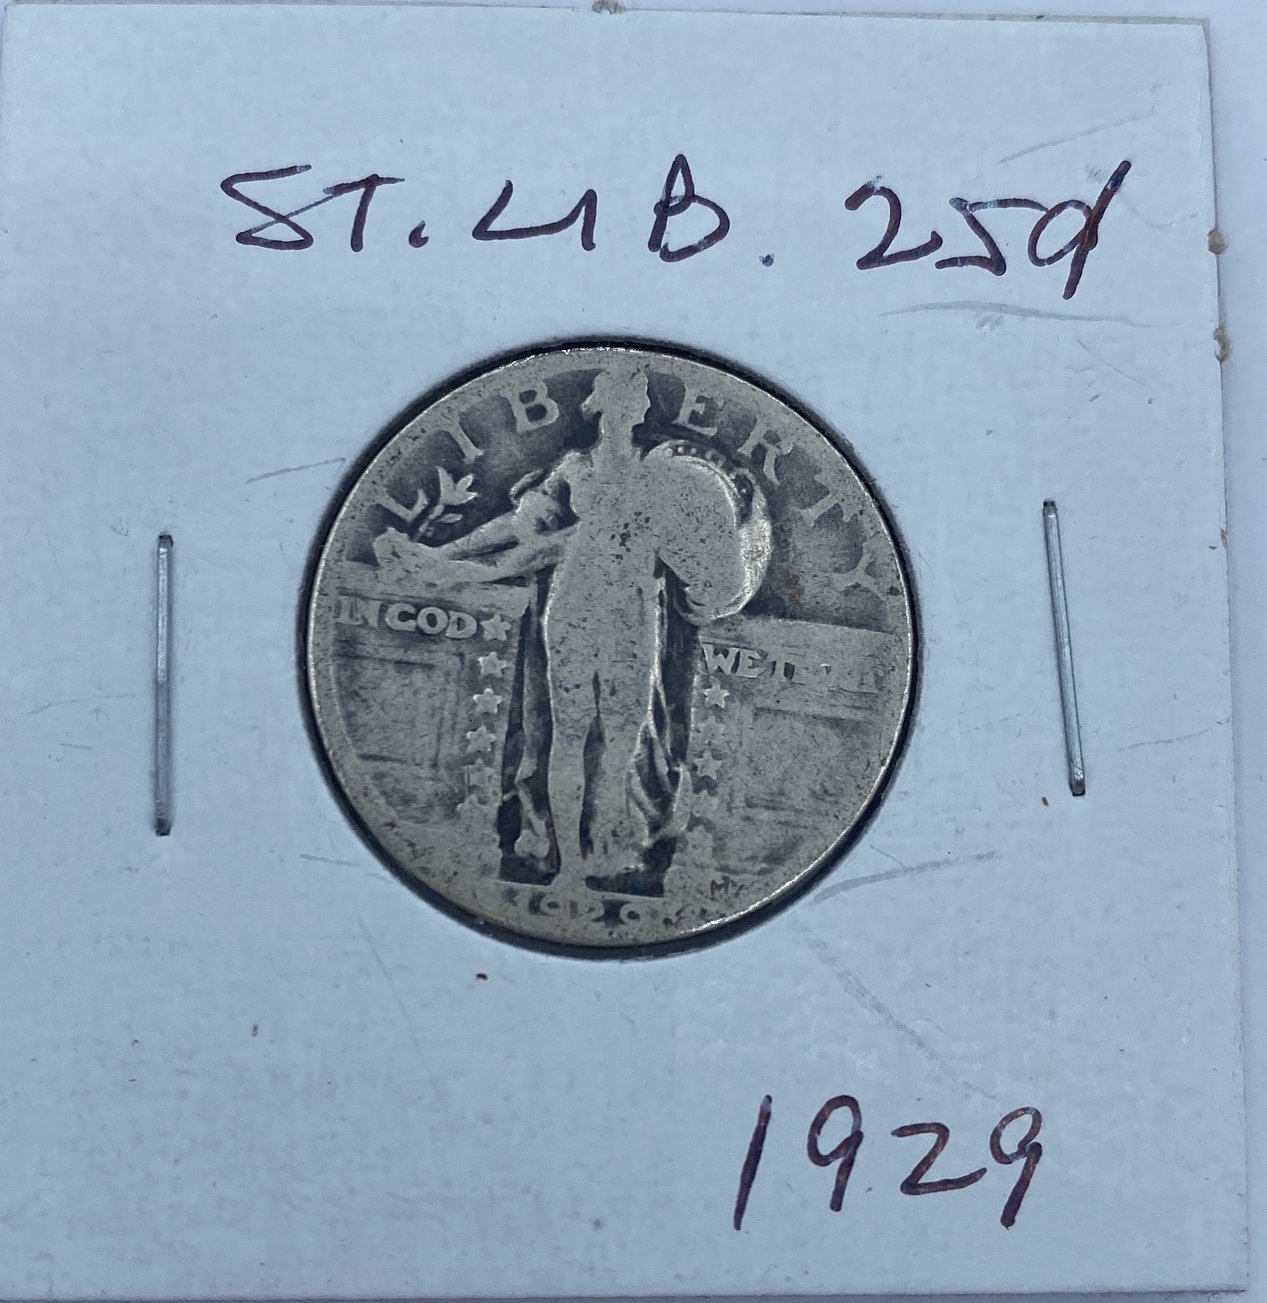 ST. LIB. 25¢
LIBERTY
IN GOD WE
1929